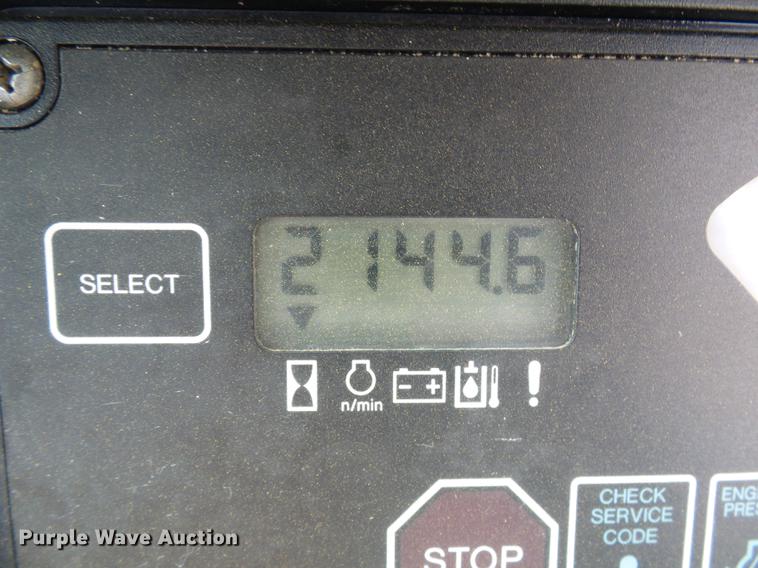 SELECT
2144.6
n/min
STOP
CHECK
SERVICE
CODE
Purple Wave Auction